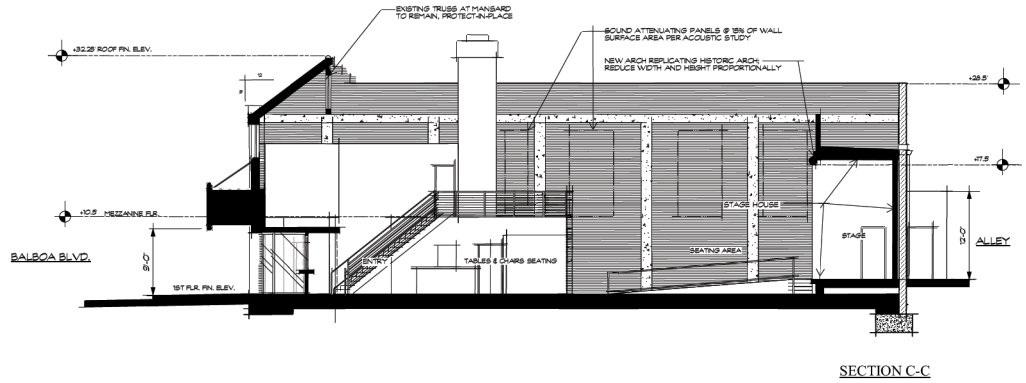 EXISTING TRUSS AT MANSARD
TO REMAIN, PROTECT-IN-PLACE
SOUND ATTENUATING PANELS @ 15% OF WALL
SURFACE AREA PER ACOUSTIC STUDY
+32.25' ROOF FIN. ELEV.
NEW ARCH REPLICATING HISTORIC ARCH;
REDUCE WIDTH AND HEIGHT PROPORTIONALLY
12
+28.5'
+17.5'
+10.5' MEZZANINE FLR.
STAGE HOUSE
STAGE
ALLEY
12'-0"
SEATING AREA
BALBOA BLVD.
9'-0"
ENTRY
TABLES & CHAIRS SEATING
1ST FLR. FIN. ELEV.
SECTION C-C